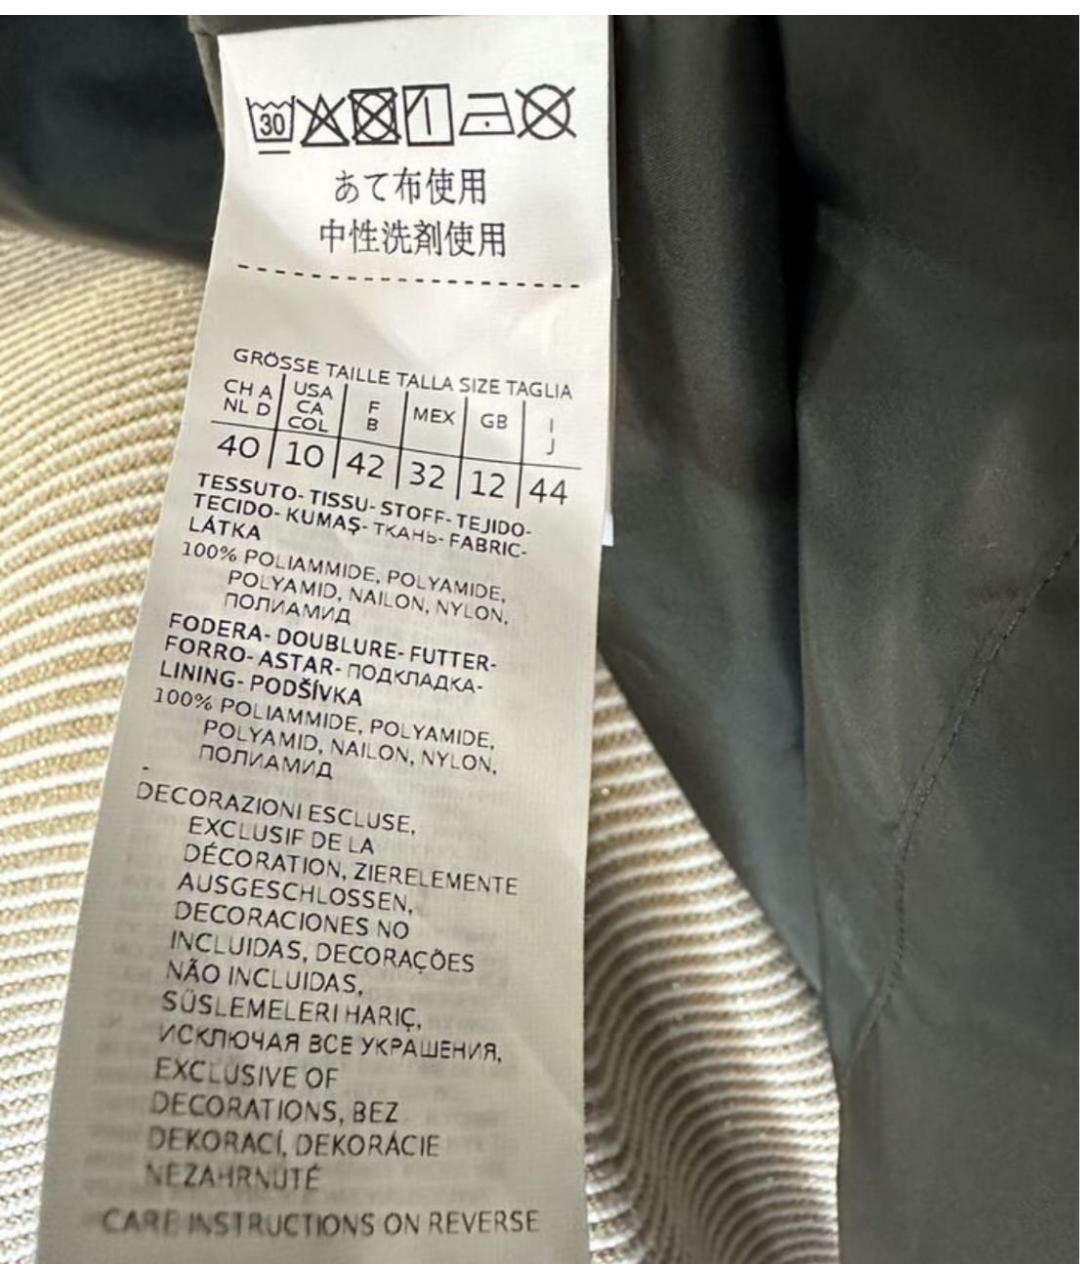 30
あて布使用
中性洗剤使用
GRÖSSE TAILLE TALLA SIZE TAGLIA
CH A NL D USA CA COL F B MEX GB I J
40 10 42 32 12 44
TESSUTO- TISSU- STOFF- TEJIDO-
TECIDO- KUMAŞ- ТКАНЬ- FABRIC-
LÁTKA
100% POLIAMMIDE, POLYAMIDE,
POLYAMID, NAILON, NYLON,
ПОЛИАМИД
FODERA- DOUBLURE- FUTTER-
FORRO- ASTAR- ПОДКЛАДКА-
LINING- PODŠÍVKA
100% POLIAMMIDE, POLYAMIDE,
POLYAMID, NAILON, NYLON,
ПОЛИАМИД
DECORAZIONI ESCLUSE,
EXCLUSIF DE LA
DÉCORATION, ZIERELEMENTE
AUSGESCHLOSSEN,
DECORACIONES NO
INCLUIDAS, DECORAÇÕES
NÃO INCLUIDAS,
SÜSLEMELERI HARIÇ,
ИСКЛЮЧАЯ ВСЕ УКРАШЕНИЯ,
EXCLUSIVE OF
DECORATIONS, BEZ
DEKORACÍ, DEKORÁCIE
NEZAHRNUTÉ
CARE INSTRUCTIONS ON REVERSE